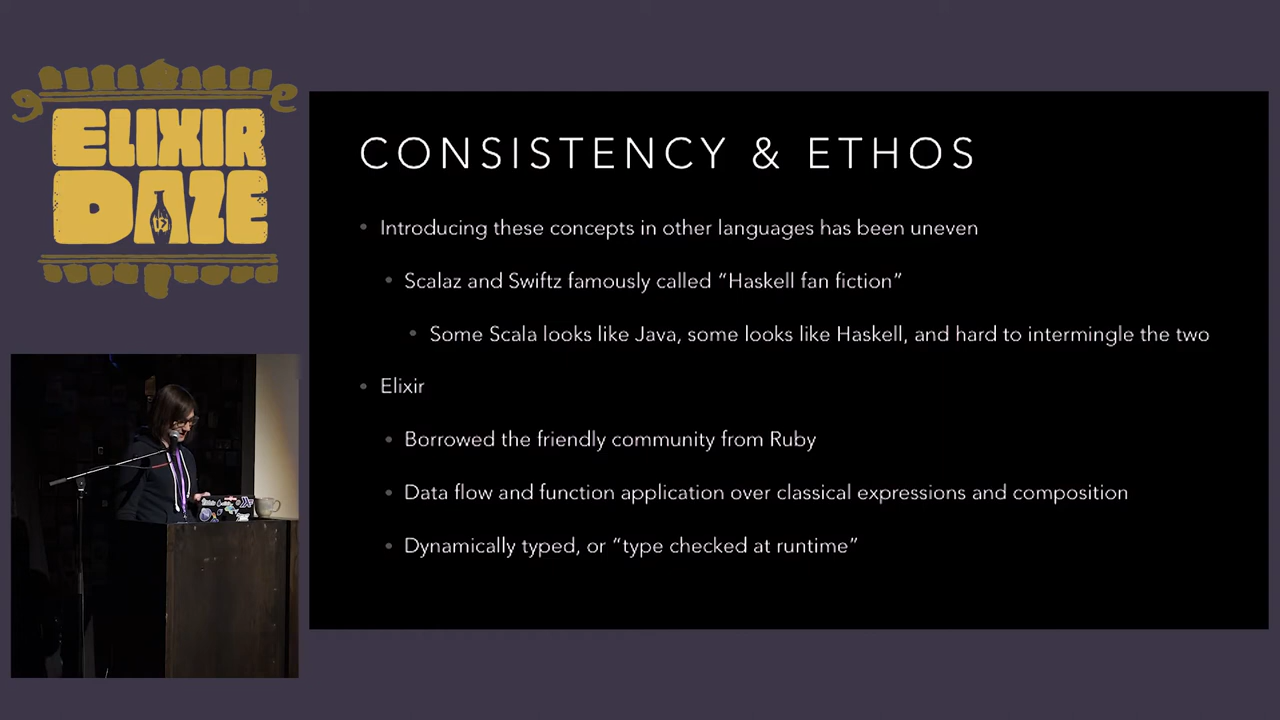 ELIXIR
DAZE
CONSISTENCY & ETHOS
• Introducing these concepts in other languages has been uneven
• Scalaz and Swiftz famously called “Haskell fan fiction”
• Some Scala looks like Java, some looks like Haskell, and hard to intermingle the two
• Elixir
• Borrowed the friendly community from Ruby
• Data flow and function application over classical expressions and composition
• Dynamically typed, or “type checked at runtime”